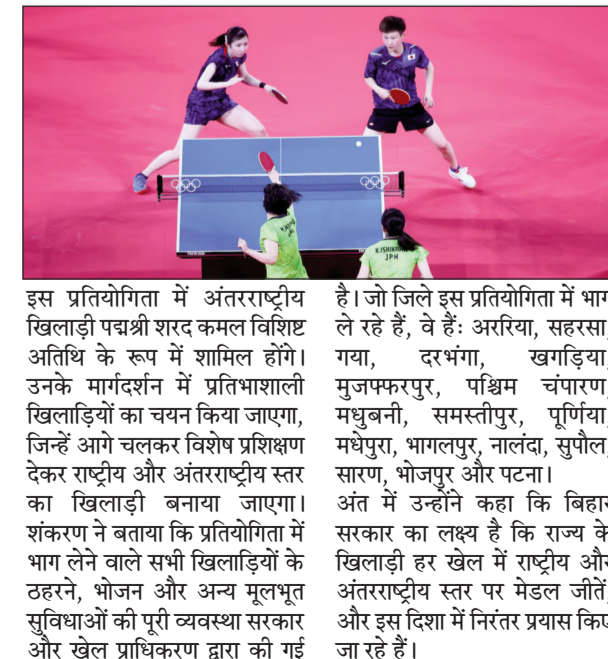 K.ISHIKAWA
JPN
इस प्रतियोगिता में अंतरराष्ट्रीय
खिलाड़ी पद्मश्री शरद कमल विशिष्ट
अतिथि के रूप में शामिल होंगे।
उनके मार्गदर्शन में प्रतिभाशाली
खिलाड़ियों का चयन किया जाएगा,
जिन्हें आगे चलकर विशेष प्रशिक्षण
देकर राष्ट्रीय और अंतरराष्ट्रीय स्तर
का खिलाड़ी बनाया जाएगा।
शंकरण ने बताया कि प्रतियोगिता में
भाग लेने वाले सभी खिलाड़ियों के
ठहरने, भोजन और अन्य मूलभूत
सुविधाओं की पूरी व्यवस्था सरकार
और खेल प्राधिकरण द्वारा की गई
है। जो जिले इस प्रतियोगिता में भाग
ले रहे हैं, वे हैंः अररिया, सहरसा,
गया, दरभंगा, खगड़िया,
मुजफ्फरपुर, पश्चिम चंपारण,
मधुबनी, समस्तीपुर, पूर्णिया,
मधेपुरा, भागलपुर, नालंदा, सुपौल,
सारण, भोजपुर और पटना।
अंत में उन्होंने कहा कि बिहार
सरकार का लक्ष्य है कि राज्य के
खिलाड़ी हर खेल में राष्ट्रीय और
अंतरराष्ट्रीय स्तर पर मेडल जीतें,
और इस दिशा में निरंतर प्रयास किए
जा रहे हैं।